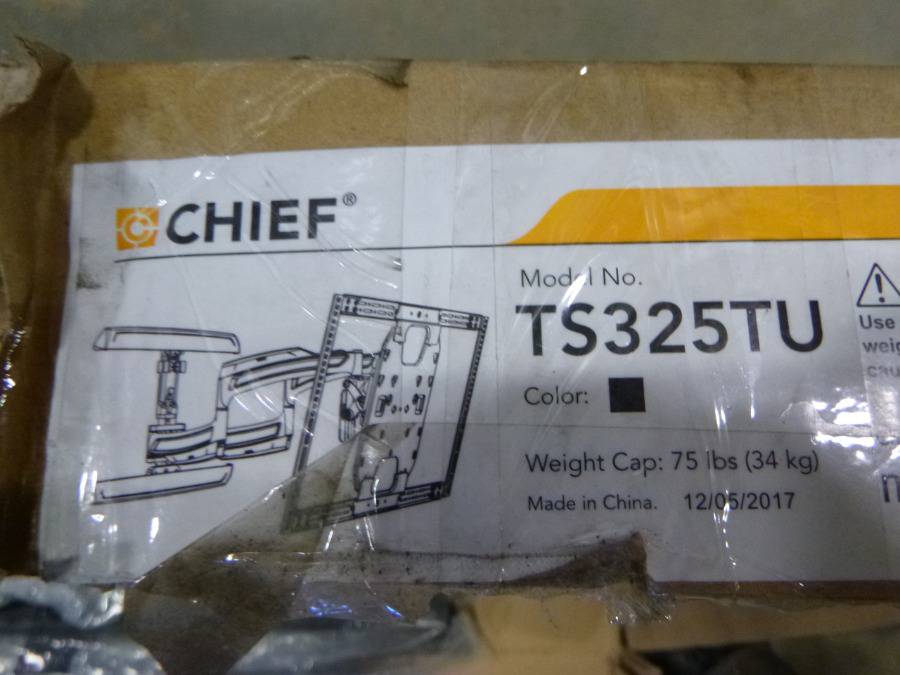 CHIEF®
Model No.
TS325TU
Color:
Weight Cap: 75 lbs (34 kg)
Made in China. 12/05/2017
Use